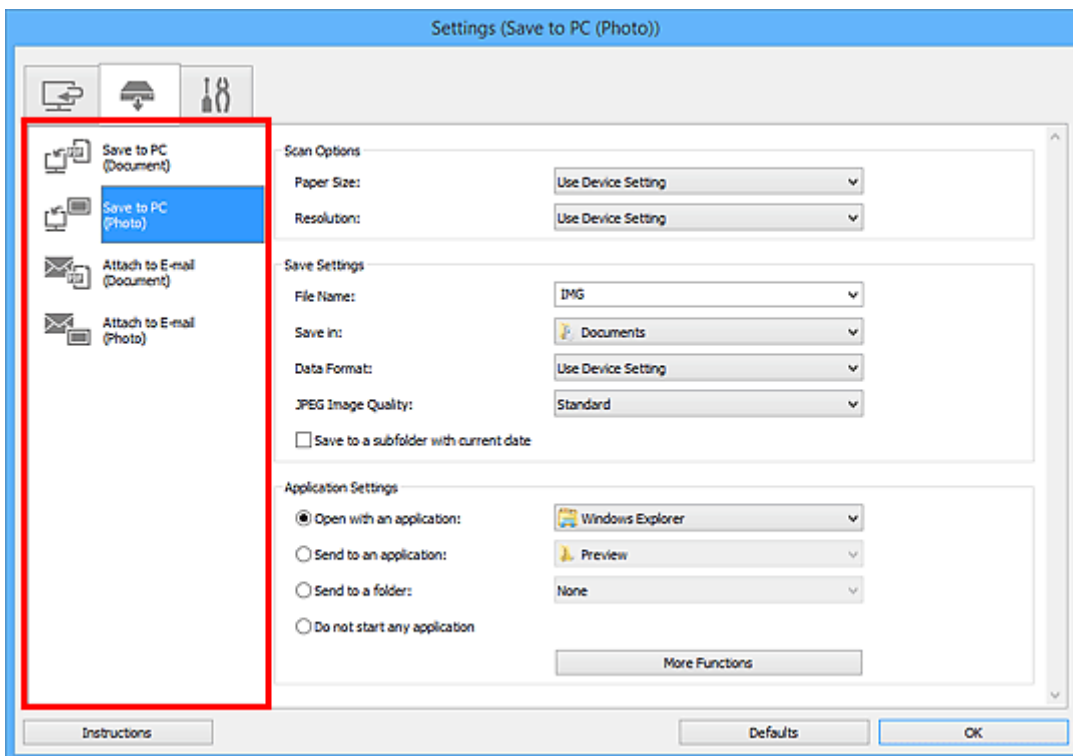 Settings (Save to PC (Photo))
Save to PC
(Document)
Save to PC
(Photo)
Attach to E-mail
(Document)
Attach to E-mail
(Photo)
Scan Options
Paper Size: Use Device Setting
Resolution: Use Device Setting
Save Settings
File Name: IMG
Save in: Documents
Data Format: Use Device Setting
JPEG Image Quality: Standard
Save to a subfolder with current date
Application Settings
Open with an application: Windows Explorer
Send to an application: Preview
Send to a folder: None
Do not start any application
More Functions
Instructions Defaults OK